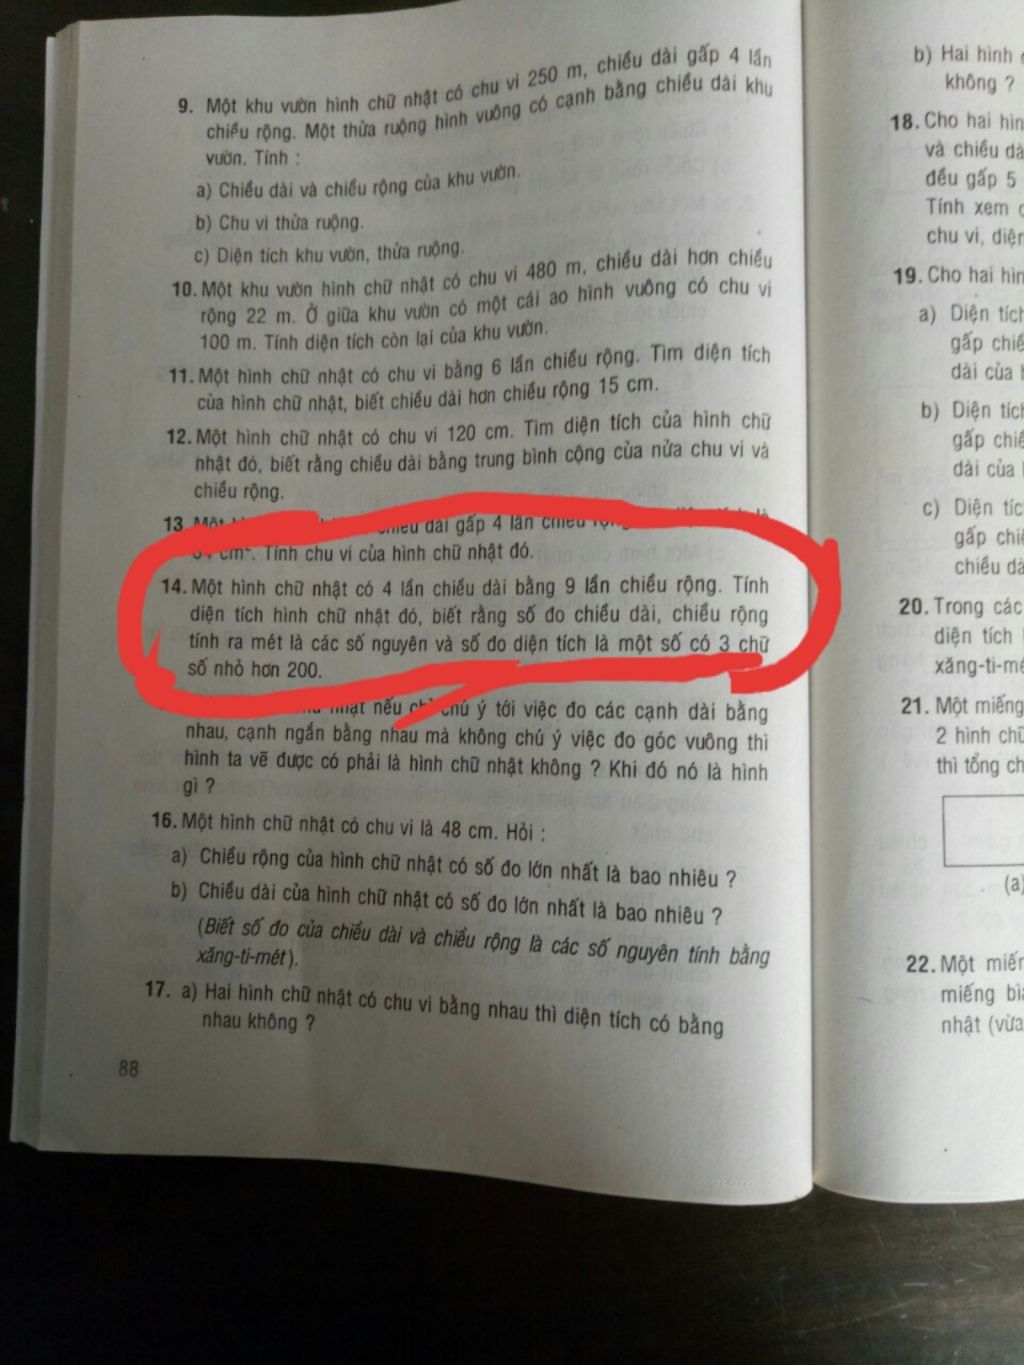 9. Một khu vườn hình chữ nhật có chu vi 250 m, chiều dài gấp 4 lần
chiều rộng. Một thửa ruộng hình vuông có cạnh bằng chiều dài khu
vườn. Tính :
a) Chiều dài và chiều rộng của khu vườn.
b) Chu vi thửa ruộng.
c) Diện tích khu vườn, thửa ruộng.
10. Một khu vườn hình chữ nhật có chu vi 480 m, chiều dài hơn chiều
rộng 22 m. Ở giữa khu vườn có một cái ao hình vuông có chu vi
100 m. Tính diện tích còn lại của khu vườn.
11. Một hình chữ nhật có chu vi bằng 6 lần chiều rộng. Tìm diện tích
của hình chữ nhật, biết chiều dài hơn chiều rộng 15 cm.
12. Một hình chữ nhật có chu vi 120 cm. Tìm diện tích của hình chữ
nhật đó, biết rằng chiều dài bằng trung bình cộng của nửa chu vi và
chiều rộng.
13 Một chiều dài gấp 4 lần chiều
cm². Tính chu vi của hình chữ nhật đó.
14. Một hình chữ nhật có 4 lần chiều dài bằng 9 lần chiều rộng. Tính
diện tích hình chữ nhật đó, biết rằng số đo chiều dài, chiều rộng
tính ra mét là các số nguyên và số đo diện tích là một số có 3 chữ
số nhỏ hơn 200.
nhật nếu chỉ chú ý tới việc đo các cạnh dài bằng
nhau, cạnh ngắn bằng nhau mà không chú ý việc đo góc vuông thì
hình ta vẽ được có phải là hình chữ nhật không ? Khi đó nó là hình
gì ?
16. Một hình chữ nhật có chu vi là 48 cm. Hỏi :
a) Chiều rộng của hình chữ nhật có số đo lớn nhất là bao nhiêu ?
b) Chiều dài của hình chữ nhật có số đo lớn nhất là bao nhiêu ?
(Biết số đo của chiều dài và chiều rộng là các số nguyên tính bằng
xăng-ti-mét).
17. a) Hai hình chữ nhật có chu vi bằng nhau thì diện tích có bằng
nhau không ?
88
b) Hai hình
không ?
18. Cho hai hìn
và chiều dà
đều gấp 5
Tính xem
chu vi, diện
19. Cho hai hìn
a) Diện tích
gấp chiề
dài của
b) Diện tích
gấp chiề
dài của
c) Diện tíc
gấp chiề
chiều dà
20. Trong các
diện tích
xăng-ti-mé
21. Một miếng
2 hình chữ
thì tổng ch
(a)
22. Một miến
miếng bìa
nhật (vừa